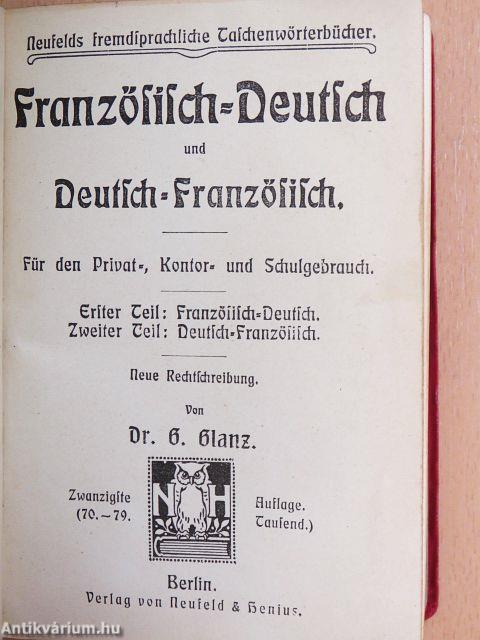 Neufelds fremdſprachliche Taſchenwörterbücher.
Französiſch-Deutſch
und
Deutſch-Französiſch.
Für den Privat-, Kontor- und Schulgebrauch.
Erſter Teil: Französiſch-Deutſch.
Zweiter Teil: Deutſch-Französiſch.
Neue Rechtſchreibung.
Von
Dr. G. Glanz.
N H
Zwanzigſte Auflage.
(70.—79. Tauſend.)
Berlin.
Verlag von Neufeld & Henius.
Antikvárium.hu